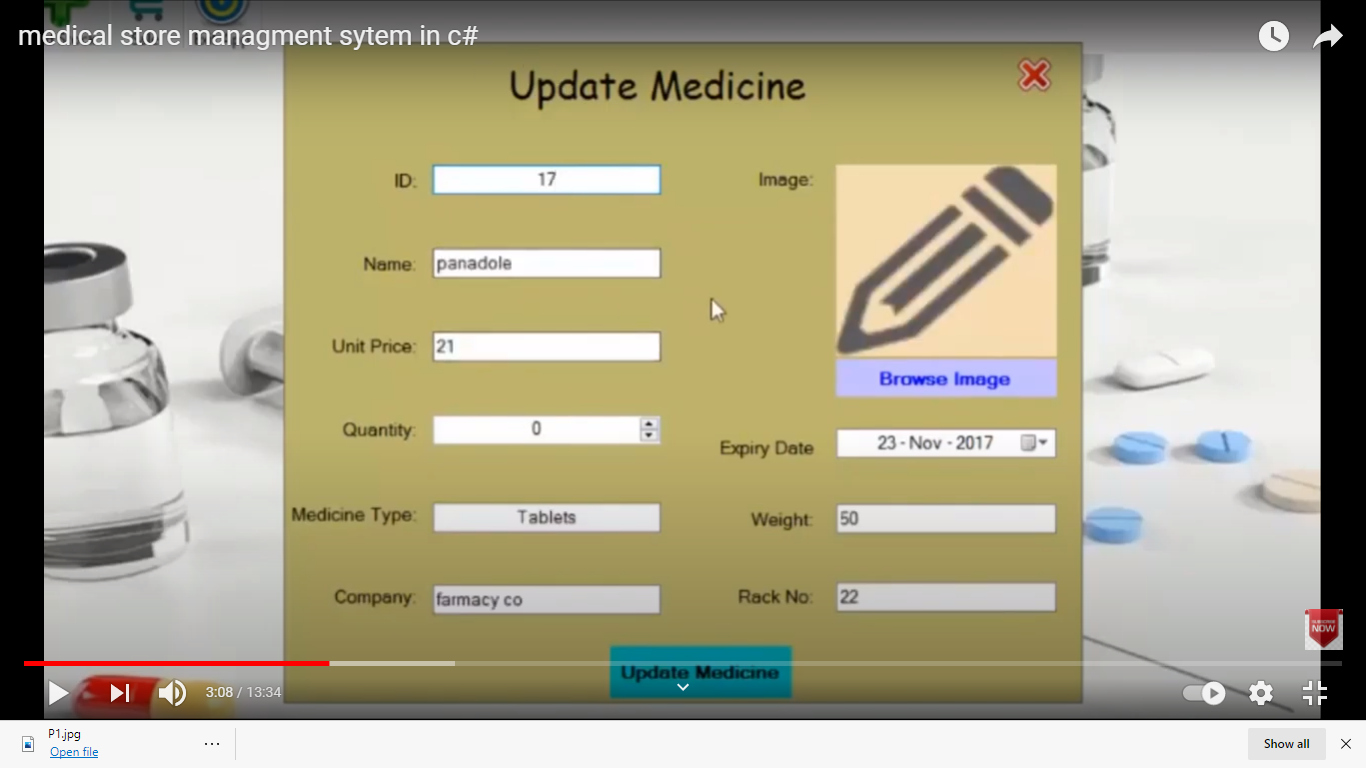 medical store managment sytem in c#
Update Medicine
ID: 17
Image:
Name: panadole
Unit Price: 21
Browse Image
Quantity: 0
Expiry Date 23 - Nov - 2017
Medicine Type: Tablets
Weight: 50
Company: farmacy co
Rack No: 22
SUBSCRIBE
NOW
Update Medicine
3:08 / 13:34
P1.jpg
Open file
Show all